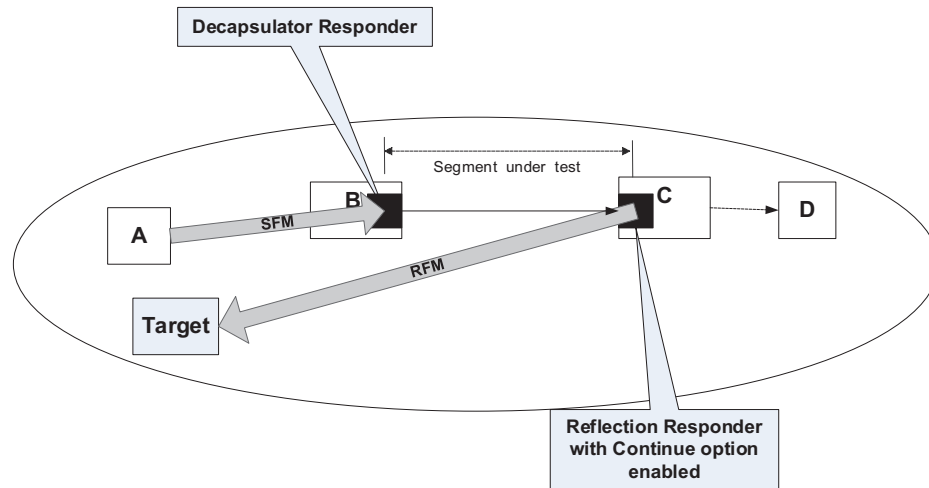 Decapsulator Responder
Segment under test
B
C
A
SFM
D
RFM
Target
Reflection Responder
with Continue option
enabled